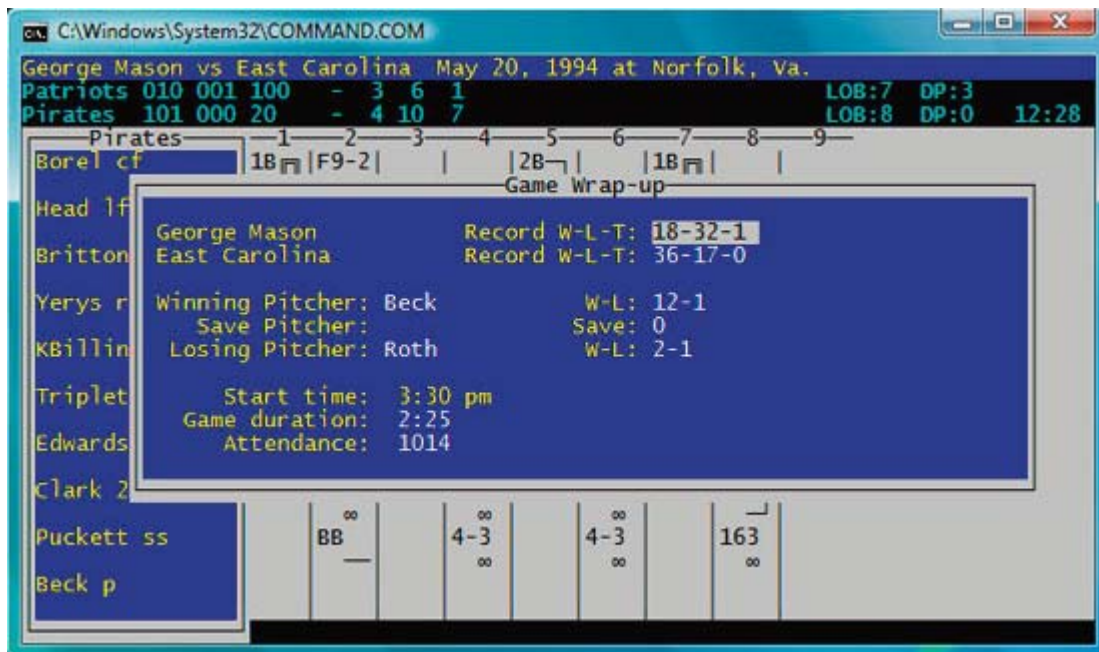 C:\Windows\System32\COMMAND.COM
George Mason vs East Carolina May 20, 1994 at Norfolk, Va.
Patriots 010 001 100 - 3 6 1 LOB:7 DP:3
Pirates 101 000 20 - 4 10 7 LOB:8 DP:0 12:28
Pirates 1 2 3 4 5 6 7 8 9
Borel cf 1B F9-2 2B 1B
Game Wrap-up
Head lf
George Mason Record W-L-T: 18-32-1
Britton East Carolina Record W-L-T: 36-17-0
Yerys r Winning Pitcher: Beck W-L: 12-1
Save Pitcher: Save: 0
KBillin Losing Pitcher: Roth W-L: 2-1
Triplet Start time: 3:30 pm
Game duration: 2:25
Edwards Attendance: 1014
Clark 2
∞ ∞ ∞
Puckett ss BB 4-3 4-3 163
∞ ∞ ∞
Beck p